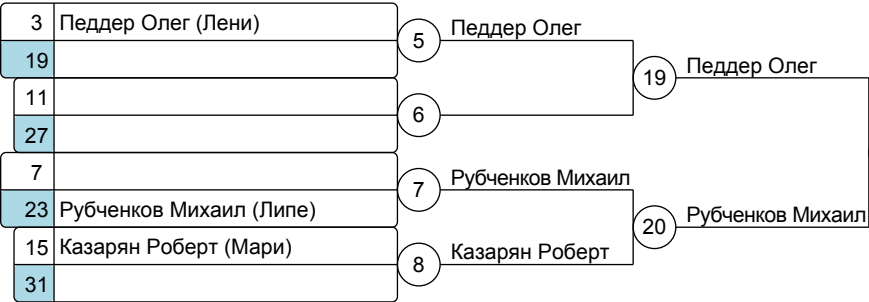 3 Педдер Олег (Лени)
19
5 Педдер Олег
11
27
6
19 Педдер Олег
7
23 Рубченков Михаил (Липе)
7 Рубченков Михаил
15 Казарян Роберт (Мари)
31
8 Казарян Роберт
20 Рубченков Михаил